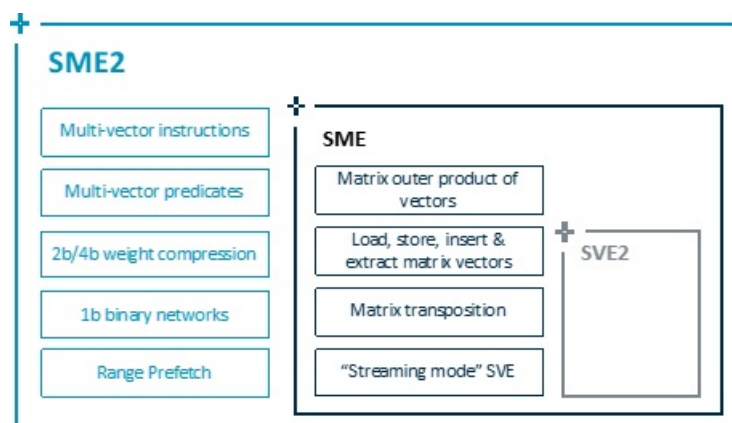 SME2
Multi-vector instructions
Multi-vector predicates
2b/4b weight compression
1b binary networks
Range Prefetch
SME
Matrix outer product of
vectors
Load, store, insert &
extract matrix vectors
Matrix transposition
“Streaming mode” SVE
SVE2